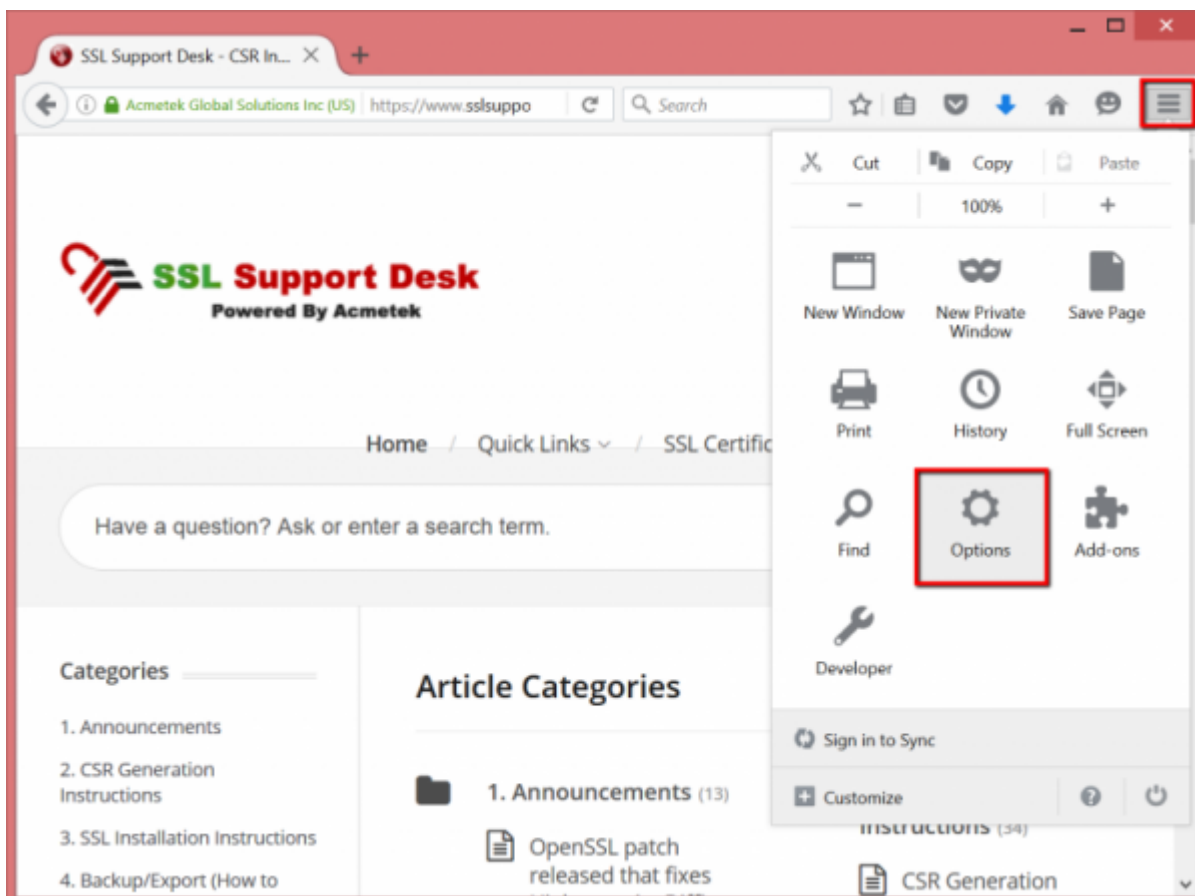 SSL Support Desk - CSR In...
Acmetek Global Solutions Inc (US)
https://www.sslsuppo
Search
Cut
Copy
Paste
100%
SSL Support Desk
Powered By Acmetek
New Window
New Private
Window
Save Page
Print
History
Full Screen
Home / Quick Links / SSL Certific
Have a question? Ask or enter a search term.
Find
Options
Add-ons
Developer
Sign in to Sync
Customize
Categories
1. Announcements
2. CSR Generation
Instructions
3. SSL Installation Instructions
4. Backup/Export (How to
Article Categories
1. Announcements (13)
OpenSSL patch
released that fixes
Instructions (34)
CSR Generation